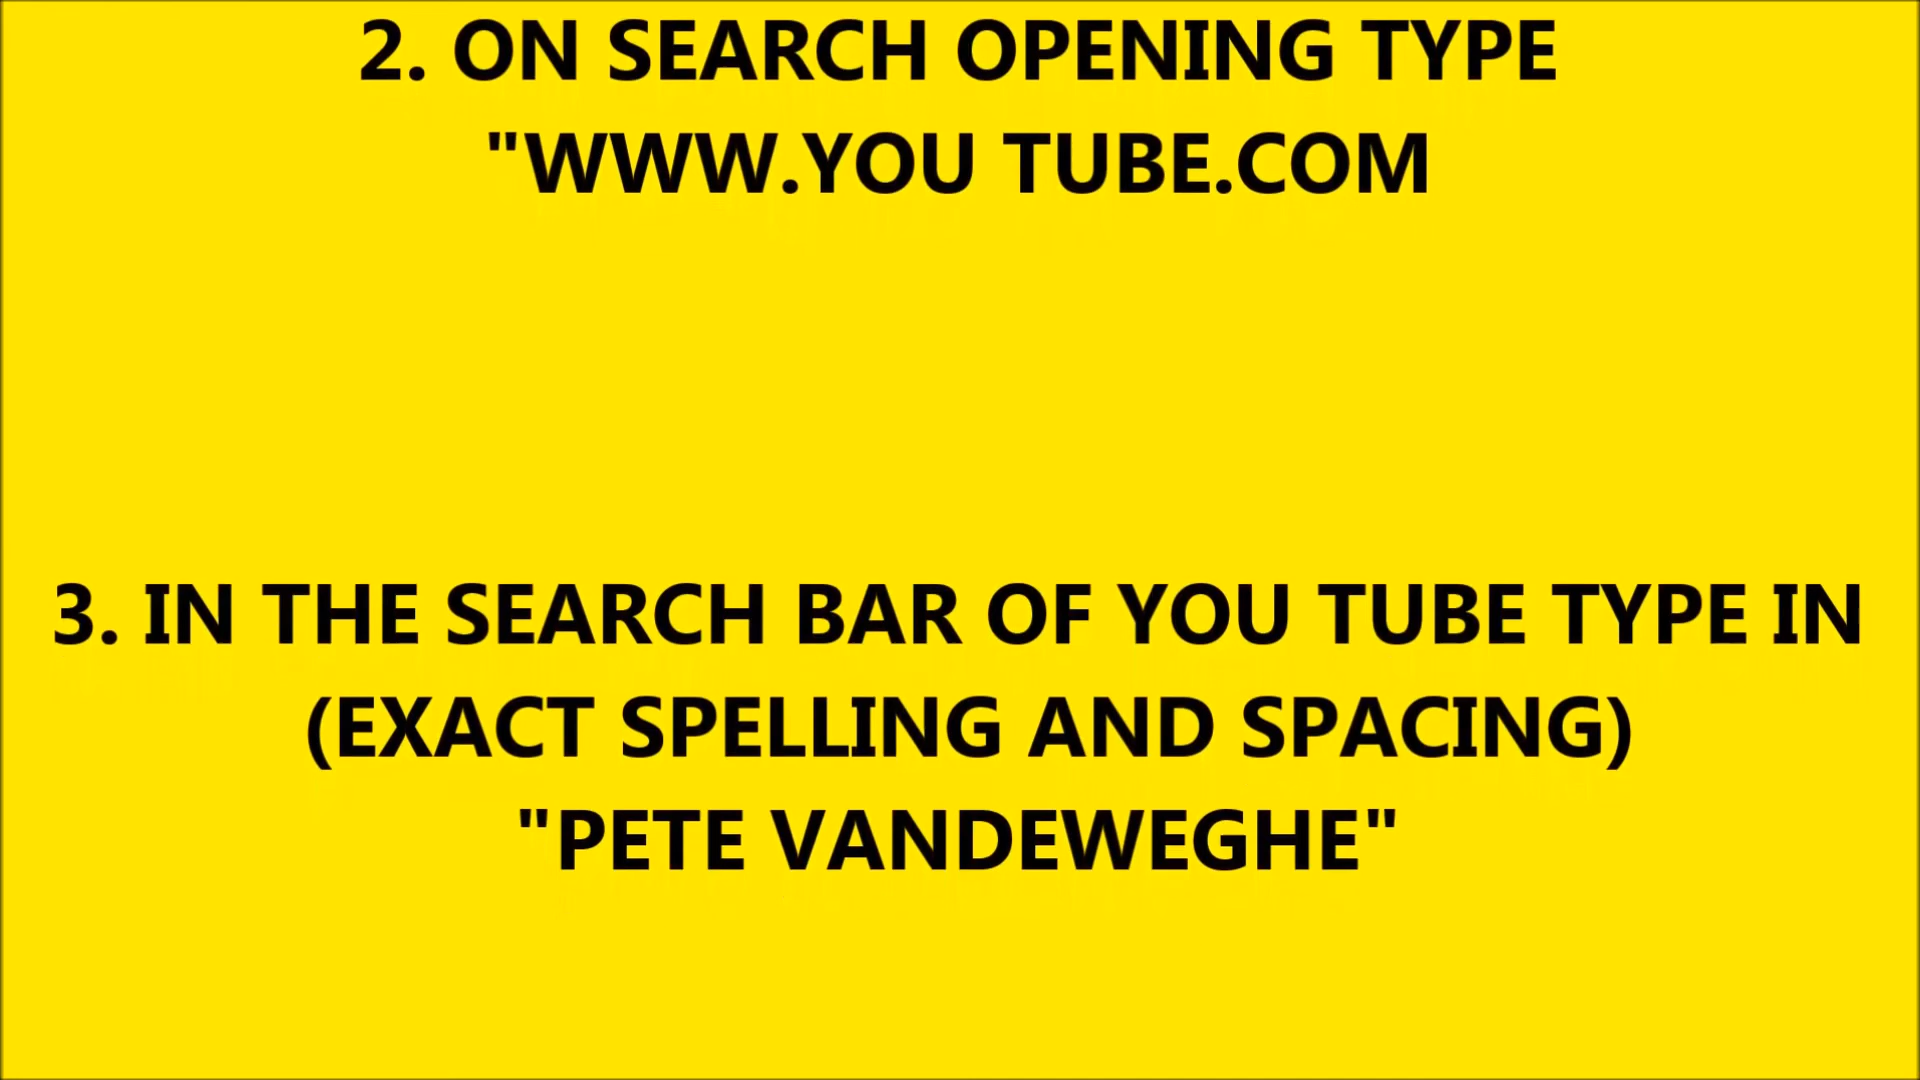 2. ON SEARCH OPENING TYPE
"WWW.YOU TUBE.COM
3. IN THE SEARCH BAR OF YOU TUBE TYPE IN
(EXACT SPELLING AND SPACING)
"PETE VANDEWEGHE"